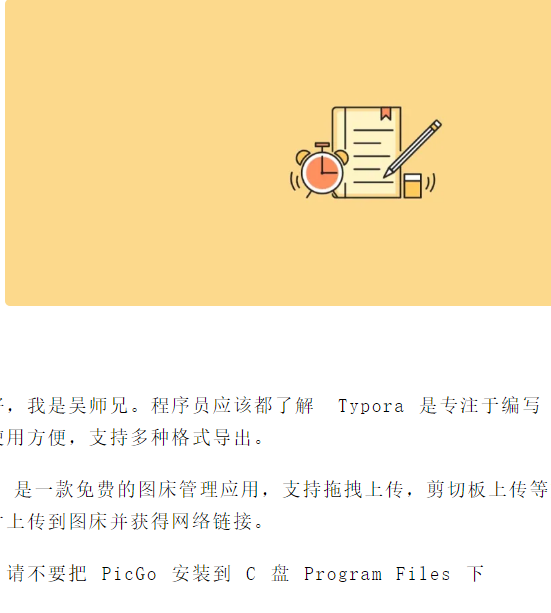 ，我是吴师兄。程序员应该都了解 Typora 是专注于编写
使用方便，支持多种格式导出。
是一款免费的图床管理应用，支持拖拽上传，剪切板上传等
上传到图床并获得网络链接。
请不要把 PicGo 安装到 C 盘 Program Files 下